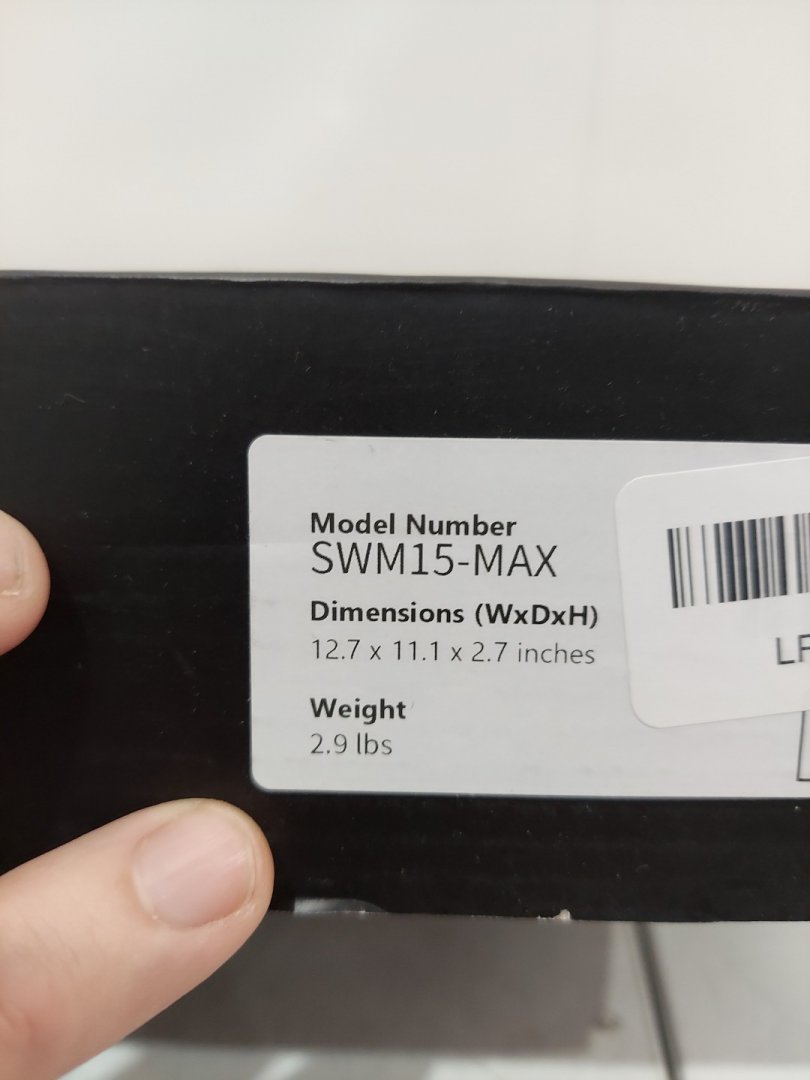 Model Number
SWM15-MAX
Dimensions (WxDxH)
12.7 x 11.1 x 2.7 inches
Weight
2.9 lbs